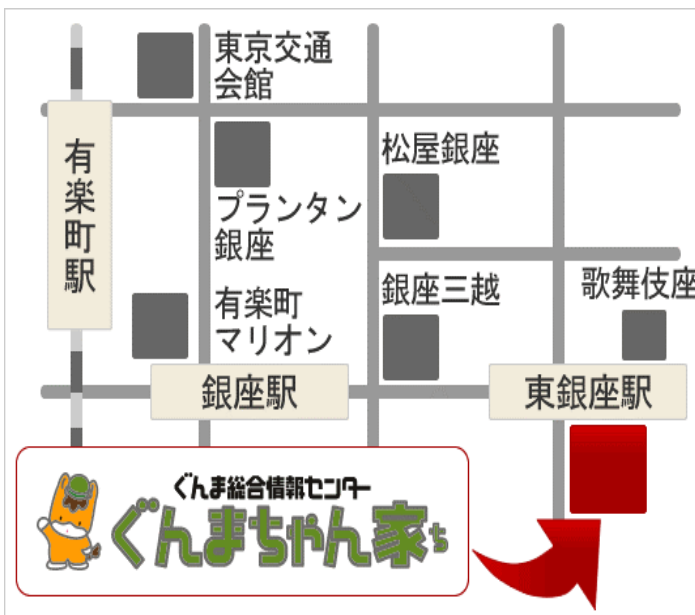 東京交通
会館
有楽町駅
松屋銀座
プランタン
銀座
有楽町
マリオン
銀座三越
歌舞伎座
銀座駅
東銀座駅
ぐんま総合情報センター
ぐんまちゃん家ち